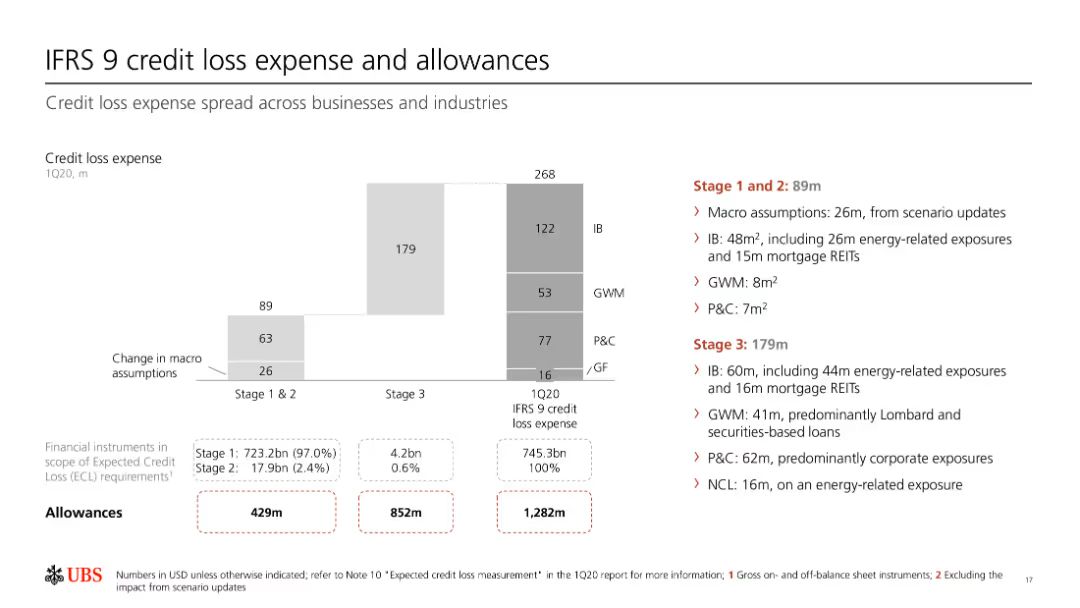 IFRS 9 credit loss expense and allowances
Credit loss expense spread across businesses and industries
Credit loss expense
1Q20, m
268
122
IB
179
53
GWM
89
63
77
P&C
Change in macro
assumptions
26
16
GF
Stage 1 & 2
Stage 3
1Q20
IFRS 9 credit
loss expense
Financial instruments in
scope of Expected Credit
Loss (ECL) requirements¹
Stage 1: 723.2bn (97.0%)
Stage 2: 17.9bn (2.4%)
4.2bn
0.6%
745.3bn
100%
Allowances
429m
852m
1,282m
Stage 1 and 2: 89m
› Macro assumptions: 26m, from scenario updates
› IB: 48m², including 26m energy-related exposures
and 15m mortgage REITs
› GWM: 8m²
› P&C: 7m²
Stage 3: 179m
› IB: 60m, including 44m energy-related exposures
and 16m mortgage REITs
› GWM: 41m, predominantly Lombard and
securities-based loans
› P&C: 62m, predominantly corporate exposures
› NCL: 16m, on an energy-related exposure
UBS
Numbers in USD unless otherwise indicated; refer to Note 10 "Expected credit loss measurement" in the 1Q20 report for more information; 1 Gross on- and off-balance sheet instruments; 2 Excluding the
impact from scenario updates
17